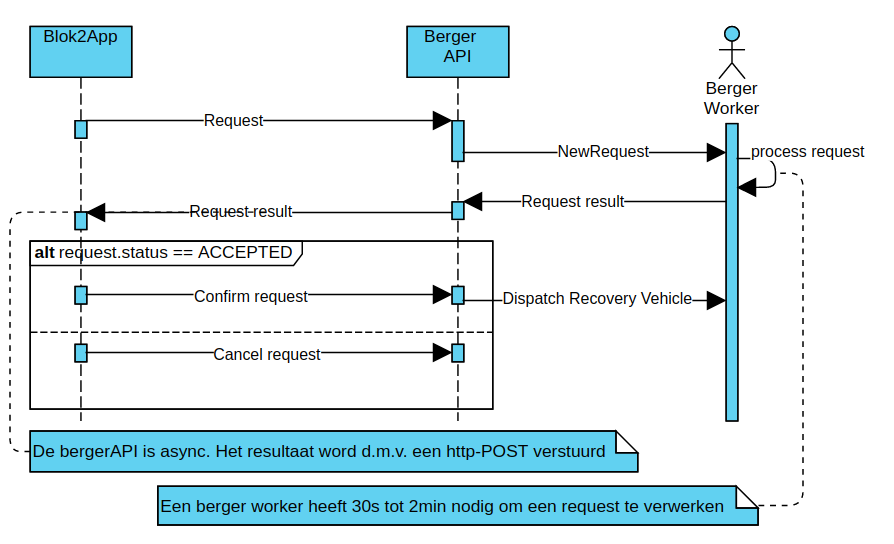 Blok2App
Berger
API
Berger
Worker
Request
NewRequest
process request
Request result
Request result
alt request.status == ACCEPTED
Confirm request
Dispatch Recovery Vehicle
Cancel request
De bergerAPI is async. Het resultaat word d.m.v. een http-POST verstuurd
Een berger worker heeft 30s tot 2min nodig om een request te verwerken